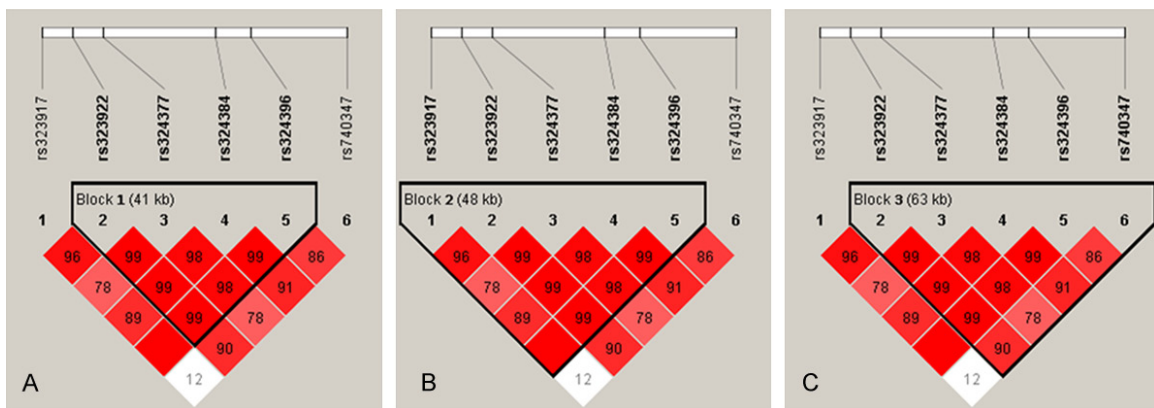 rs323917 rs323922 rs324377 rs324384 rs324396 rs740347
Block 1 (41 kb)
1 2 3 4 5 6
96 99 98 99 86
78 99 98 91
89 99 78
90
12
A
rs323917 rs323922 rs324377 rs324384 rs324396 rs740347
Block 2 (48 kb)
1 2 3 4 5 6
96 99 98 99 86
78 99 98 91
89 99 78
90
12
B
rs323917 rs323922 rs324377 rs324384 rs324396 rs740347
Block 3 (63 kb)
1 2 3 4 5 6
96 99 98 99 86
78 99 98 91
89 99 78
90
12
C